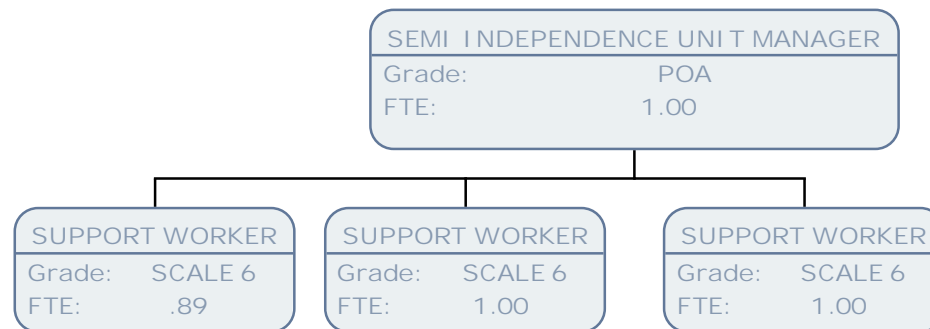 SEMI INDEPENDENCE UNIT MANAGER
Grade: POA
FTE: 1.00
SUPPORT WORKER
Grade: SCALE 6
FTE: .89
SUPPORT WORKER
Grade: SCALE 6
FTE: 1.00
SUPPORT WORKER
Grade: SCALE 6
FTE: 1.00